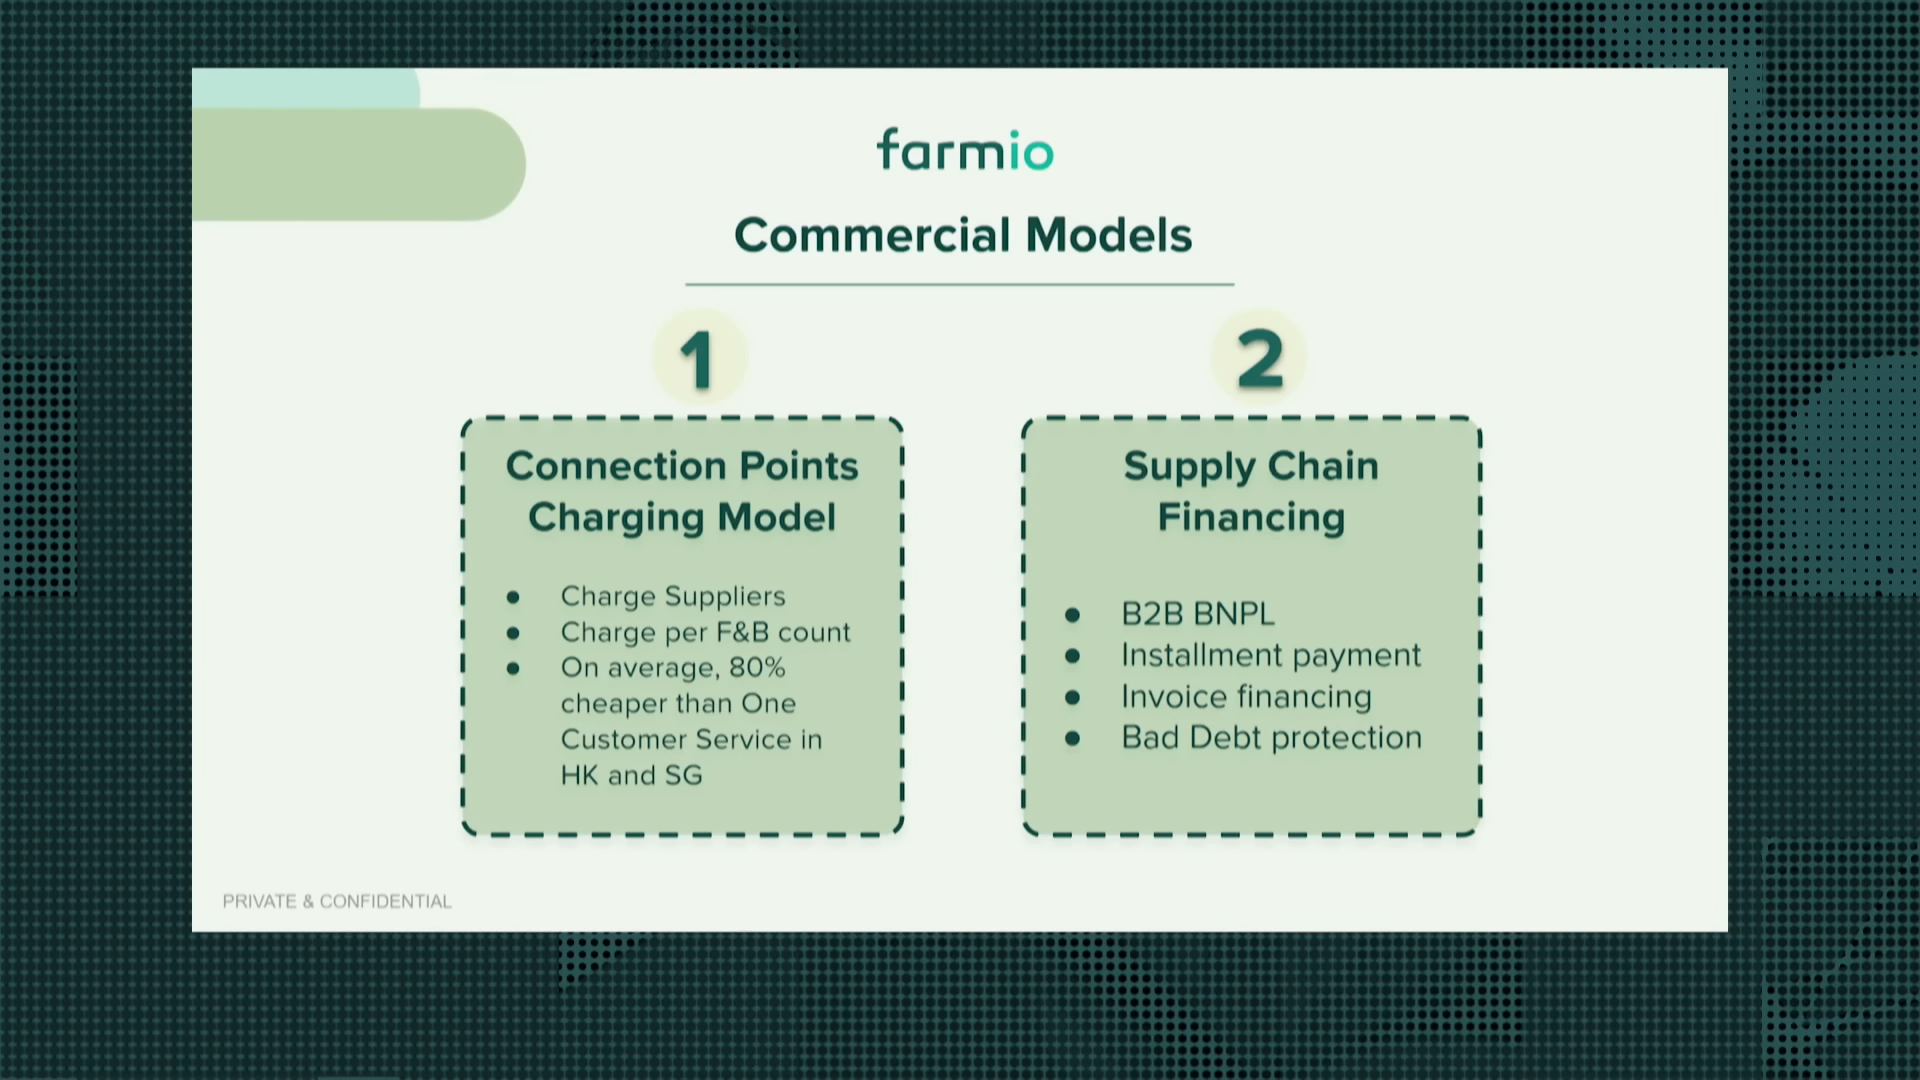 farmio
Commercial Models
1
Connection Points
Charging Model
● Charge Suppliers
● Charge per F&B count
● On average, 80%
cheaper than One
Customer Service in
HK and SG
2
Supply Chain
Financing
● B2B BNPL
● Installment payment
● Invoice financing
● Bad Debt protection
PRIVATE & CONFIDENTIAL